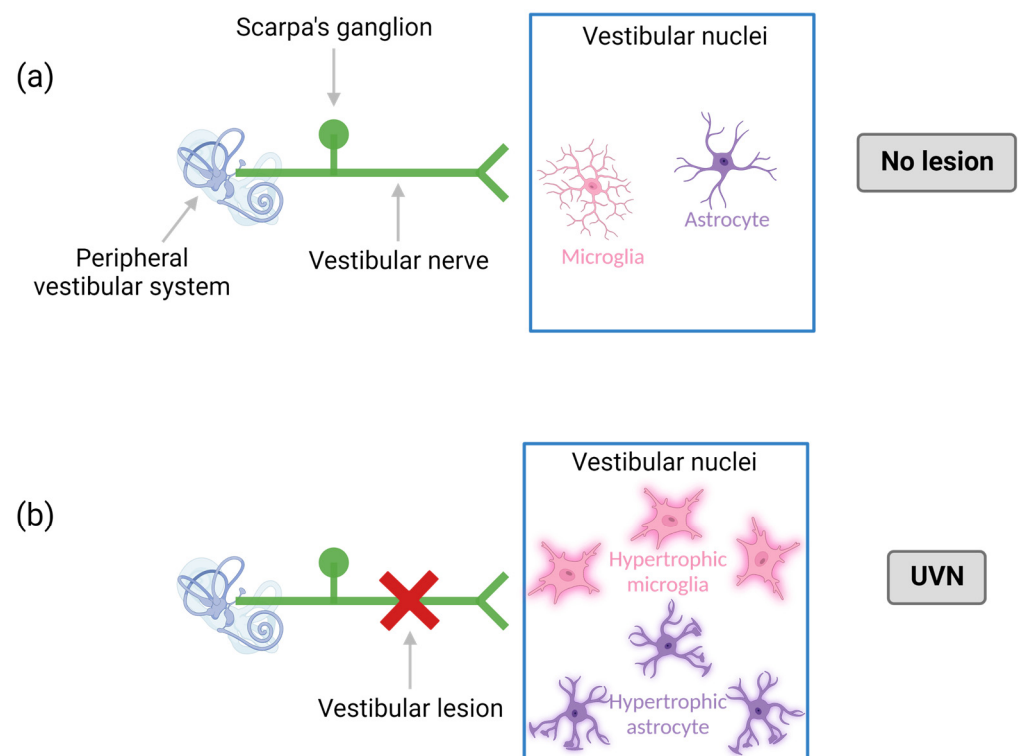 Scarpa's ganglion
Vestibular nuclei
(a)
No lesion
Astrocyte
Microglia
Peripheral
vestibular system
Vestibular nerve
Vestibular nuclei
(b)
Hypertrophic
microglia
UVN
Vestibular lesion
Hypertrophic
astrocyte